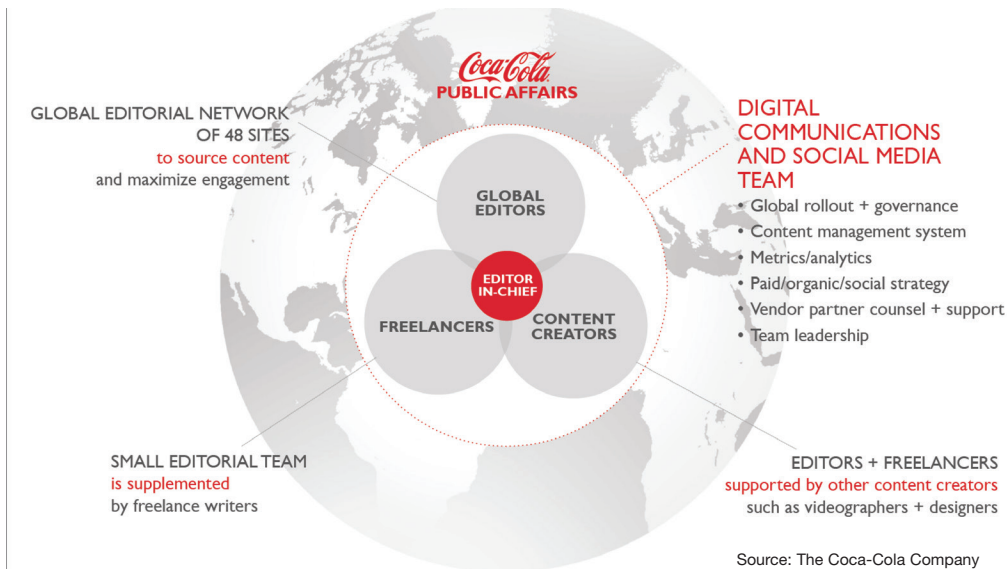 Coca-Cola
PUBLIC AFFAIRS
GLOBAL EDITORIAL NETWORK
OF 48 SITES
to source content
and maximize engagement
DIGITAL
COMMUNICATIONS
AND SOCIAL MEDIA
TEAM
• Global rollout + governance
• Content management system
• Metrics/analytics
• Paid/organic/social strategy
• Vendor partner counsel + support
• Team leadership
GLOBAL
EDITORS
EDITOR
IN-CHIEF
FREELANCERS
CONTENT
CREATORS
SMALL EDITORIAL TEAM
is supplemented
by freelance writers
EDITORS + FREELANCERS
supported by other content creators
such as videographers + designers
Source: The Coca-Cola Company